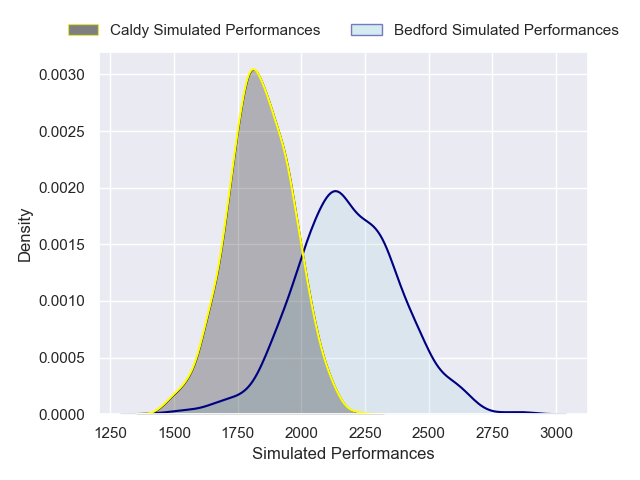 Caldy Simulated Performances Bedford Simulated Performances
0.0030
0.0025
0.0020
0.0015
0.0010
0.0005
0.0000
Density
1250 1500 1750 2000 2250 2500 2750 3000
Simulated Performances